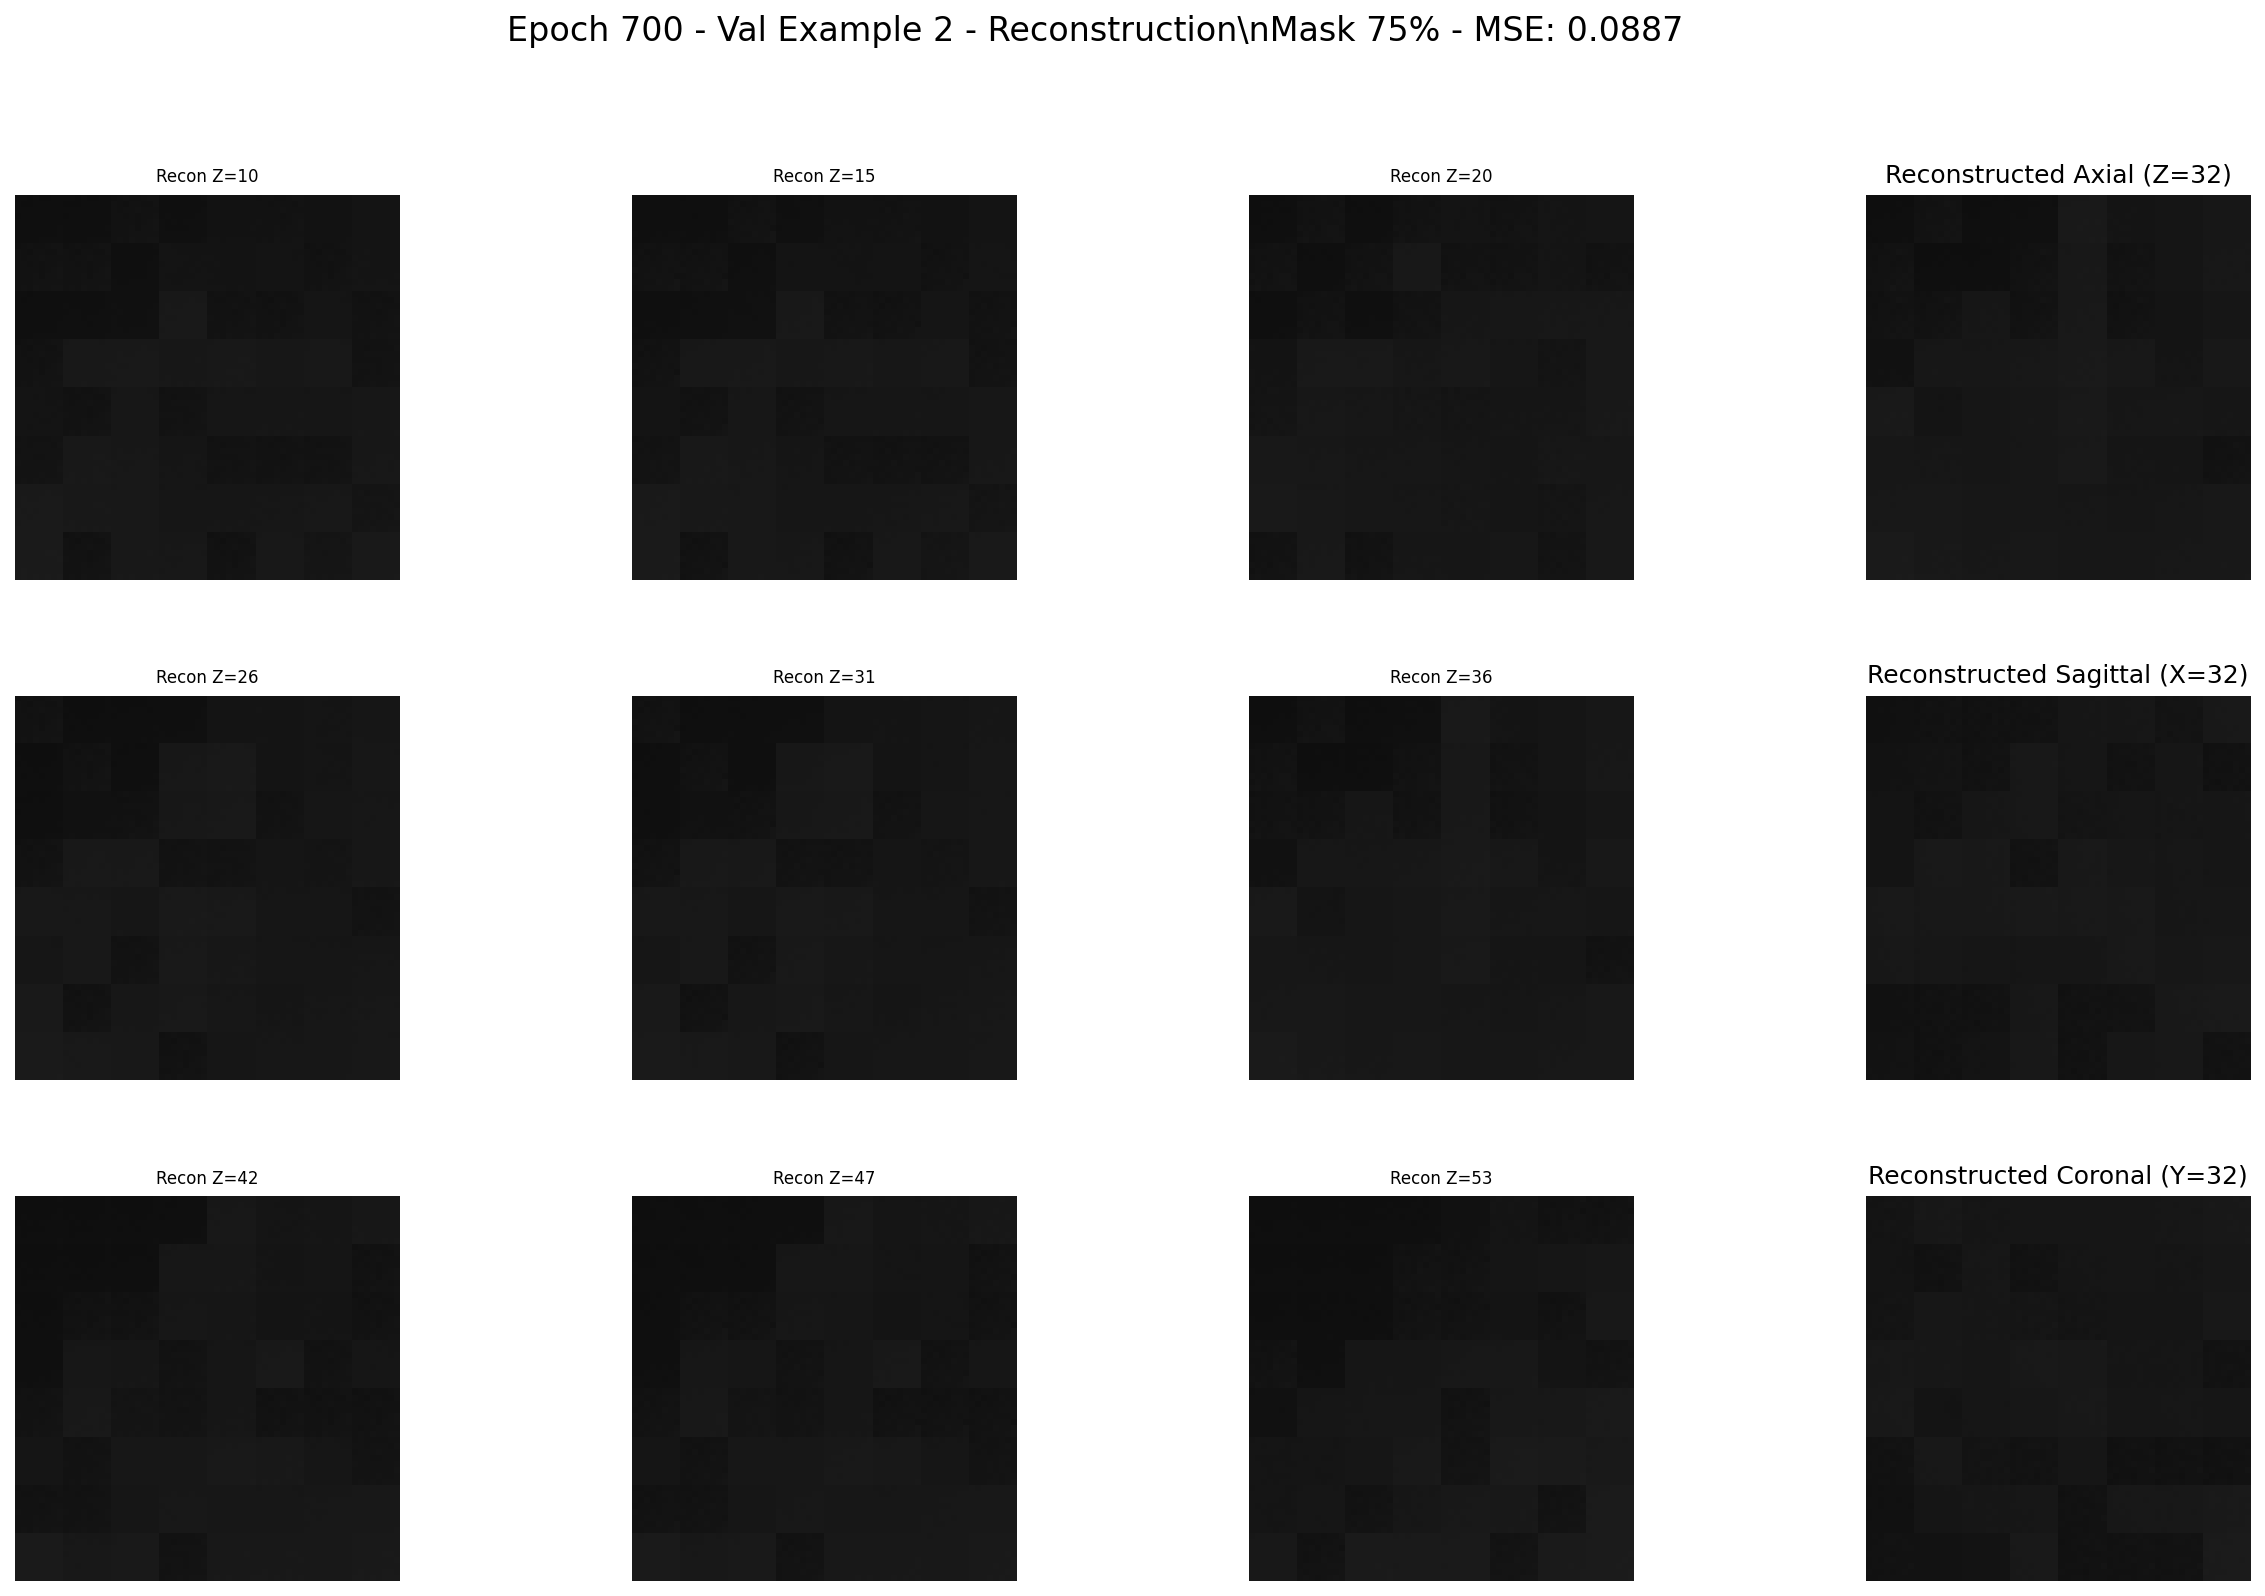 Epoch 700 - Val Example 2 - Reconstruction\nMask 75% - MSE: 0.0887
Recon Z=10
Recon Z=15
Recon Z=20
Reconstructed Axial (Z=32)
Recon Z=26
Recon Z=31
Recon Z=36
Reconstructed Sagittal (X=32)
Recon Z=42
Recon Z=47
Recon Z=53
Reconstructed Coronal (Y=32)